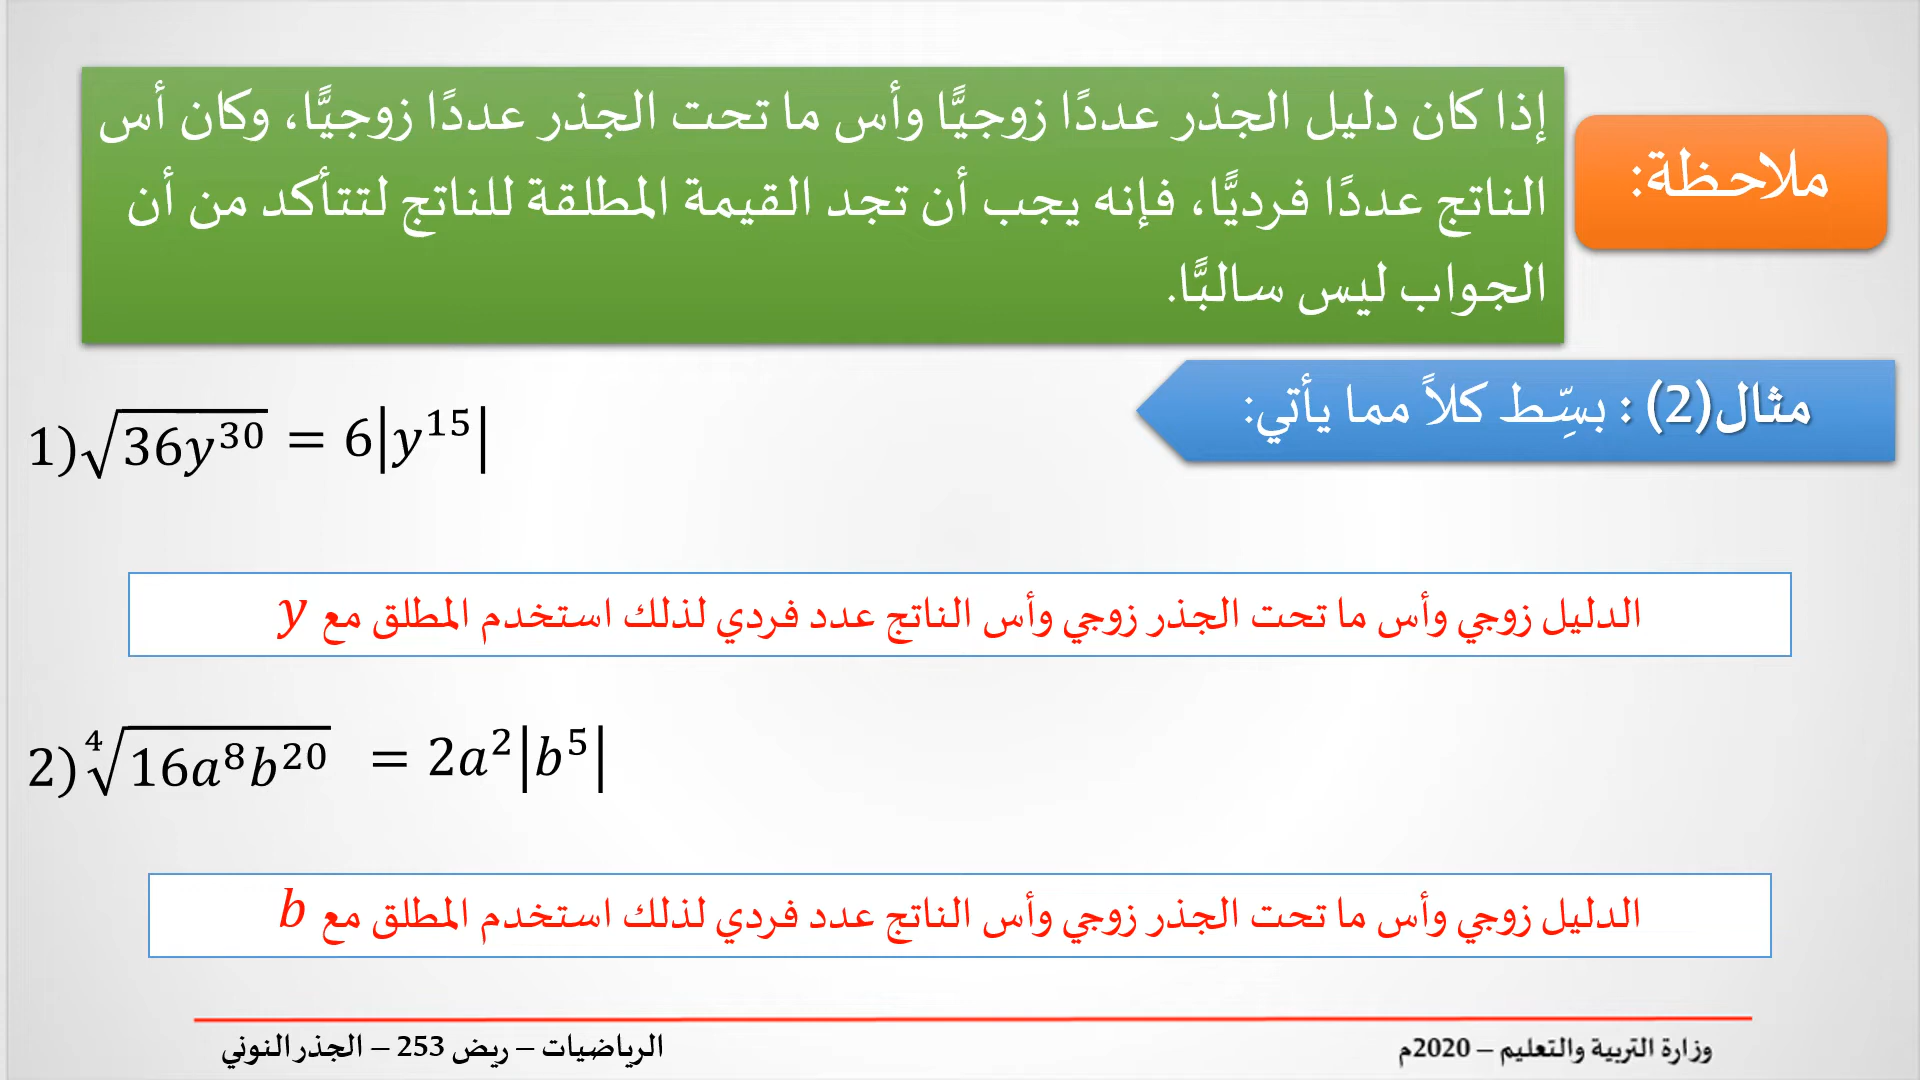 ملاحظة:
إذا كان دليل الجذر عددًا زوجيًّا وأس ما تحت الجذر عددًا زوجيًّا، وكان أس
الناتج عددًا فرديًّا، فإنه يجب أن تجد القيمة المطلقة للناتج لتتأكد من أن
الجواب ليس سالبًّا.
مثال(2) : بسِّط كلاً مما يأتي:
1)√36y³⁰ = 6|y¹⁵|
الدليل زوجي وأس ما تحت الجذر زوجي وأس الناتج عدد فردي لذلك استخدم المطلق مع y
2)⁴√16a⁸b²⁰ = 2a²|b⁵|
الدليل زوجي وأس ما تحت الجذر زوجي وأس الناتج عدد فردي لذلك استخدم المطلق مع b
وزارة التربية والتعليم – 2020م
الرياضيات – ريض 253 – الجذر النوني